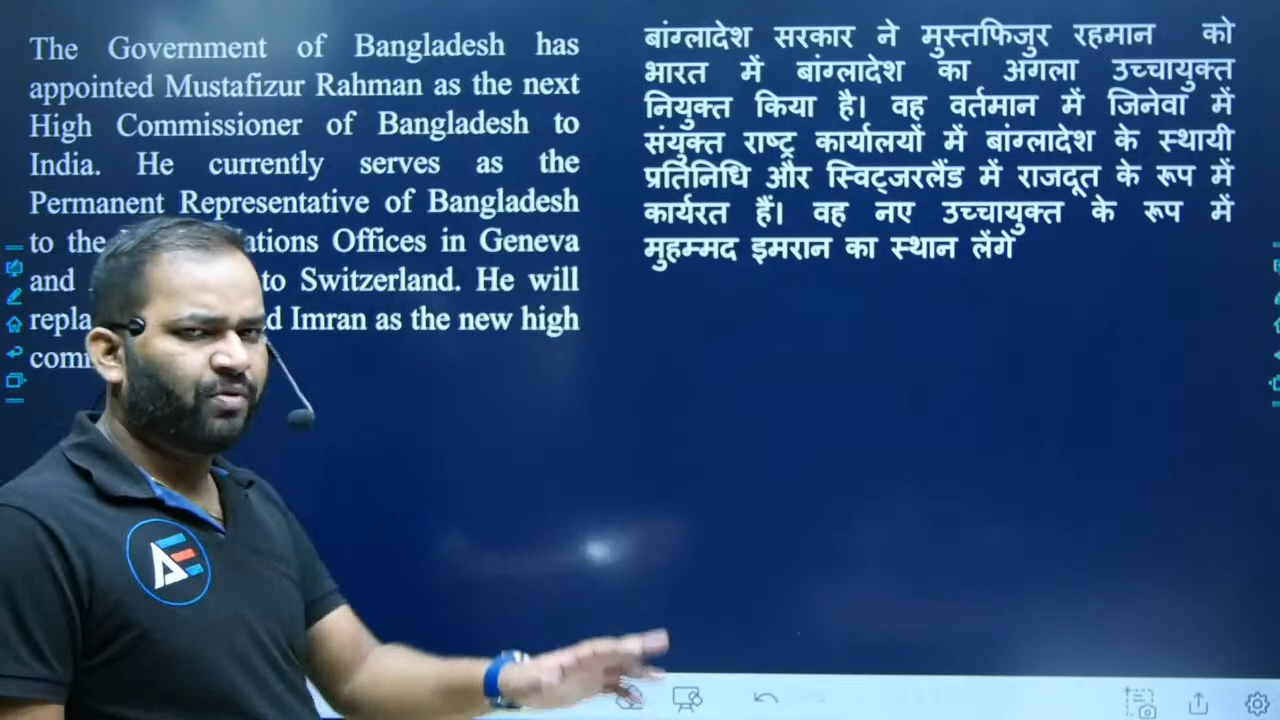 The Government of Bangladesh has
appointed Mustafizur Rahman as the next
High Commissioner of Bangladesh to
India. He currently serves as the
Permanent Representative of Bangladesh
to the ations Offices in Geneva
and to Switzerland. He will
repla d Imran as the new high
com
बांग्लादेश सरकार ने मुस्तफिजुर रहमान को
भारत में बांग्लादेश का अगला उच्चायुक्त
नियुक्त किया है। वह वर्तमान में जिनेवा में
संयुक्त राष्ट्र कार्यालयों में बांग्लादेश के स्थायी
प्रतिनिधि और स्विट्जरलैंड में राजदूत के रूप में
कार्यरत हैं। वह नए उच्चायुक्त के रूप में
मुहम्मद इमरान का स्थान लेंगे
AE